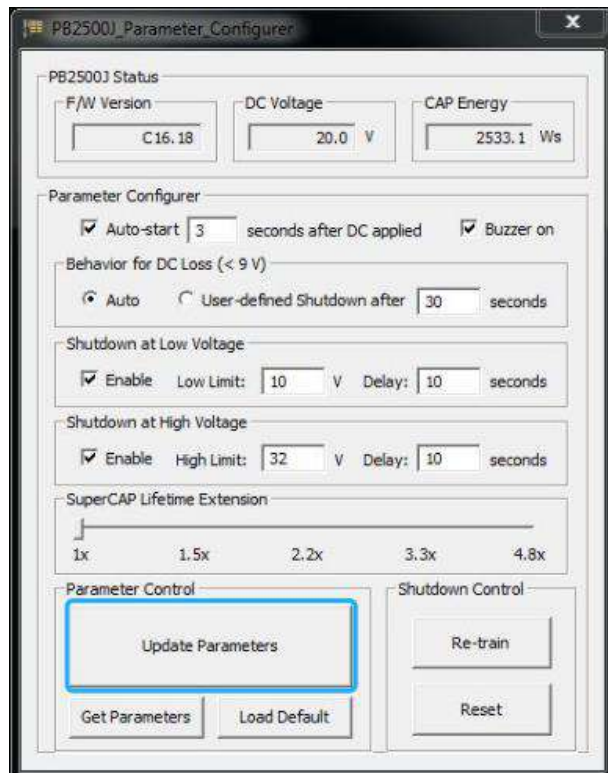 PB2500J_Parameter_Configurer
x
PB2500J Status
F/W Version DC Voltage CAP Energy
C16.18 20.0 V 2533.1 Ws
Parameter Configurer
Auto-start 3 seconds after DC applied Buzzer on
Behavior for DC Loss (< 9 V)
Auto User-defined Shutdown after 30 seconds
Shutdown at Low Voltage
Enable Low Limit: 10 V Delay: 10 seconds
Shutdown at High Voltage
Enable High Limit: 32 V Delay: 10 seconds
SuperCAP Lifetime Extension
1x 1.5x 2.2x 3.3x 4.8x
Parameter Control Shutdown Control
Update Parameters Re-train
Get Parameters Load Default Reset